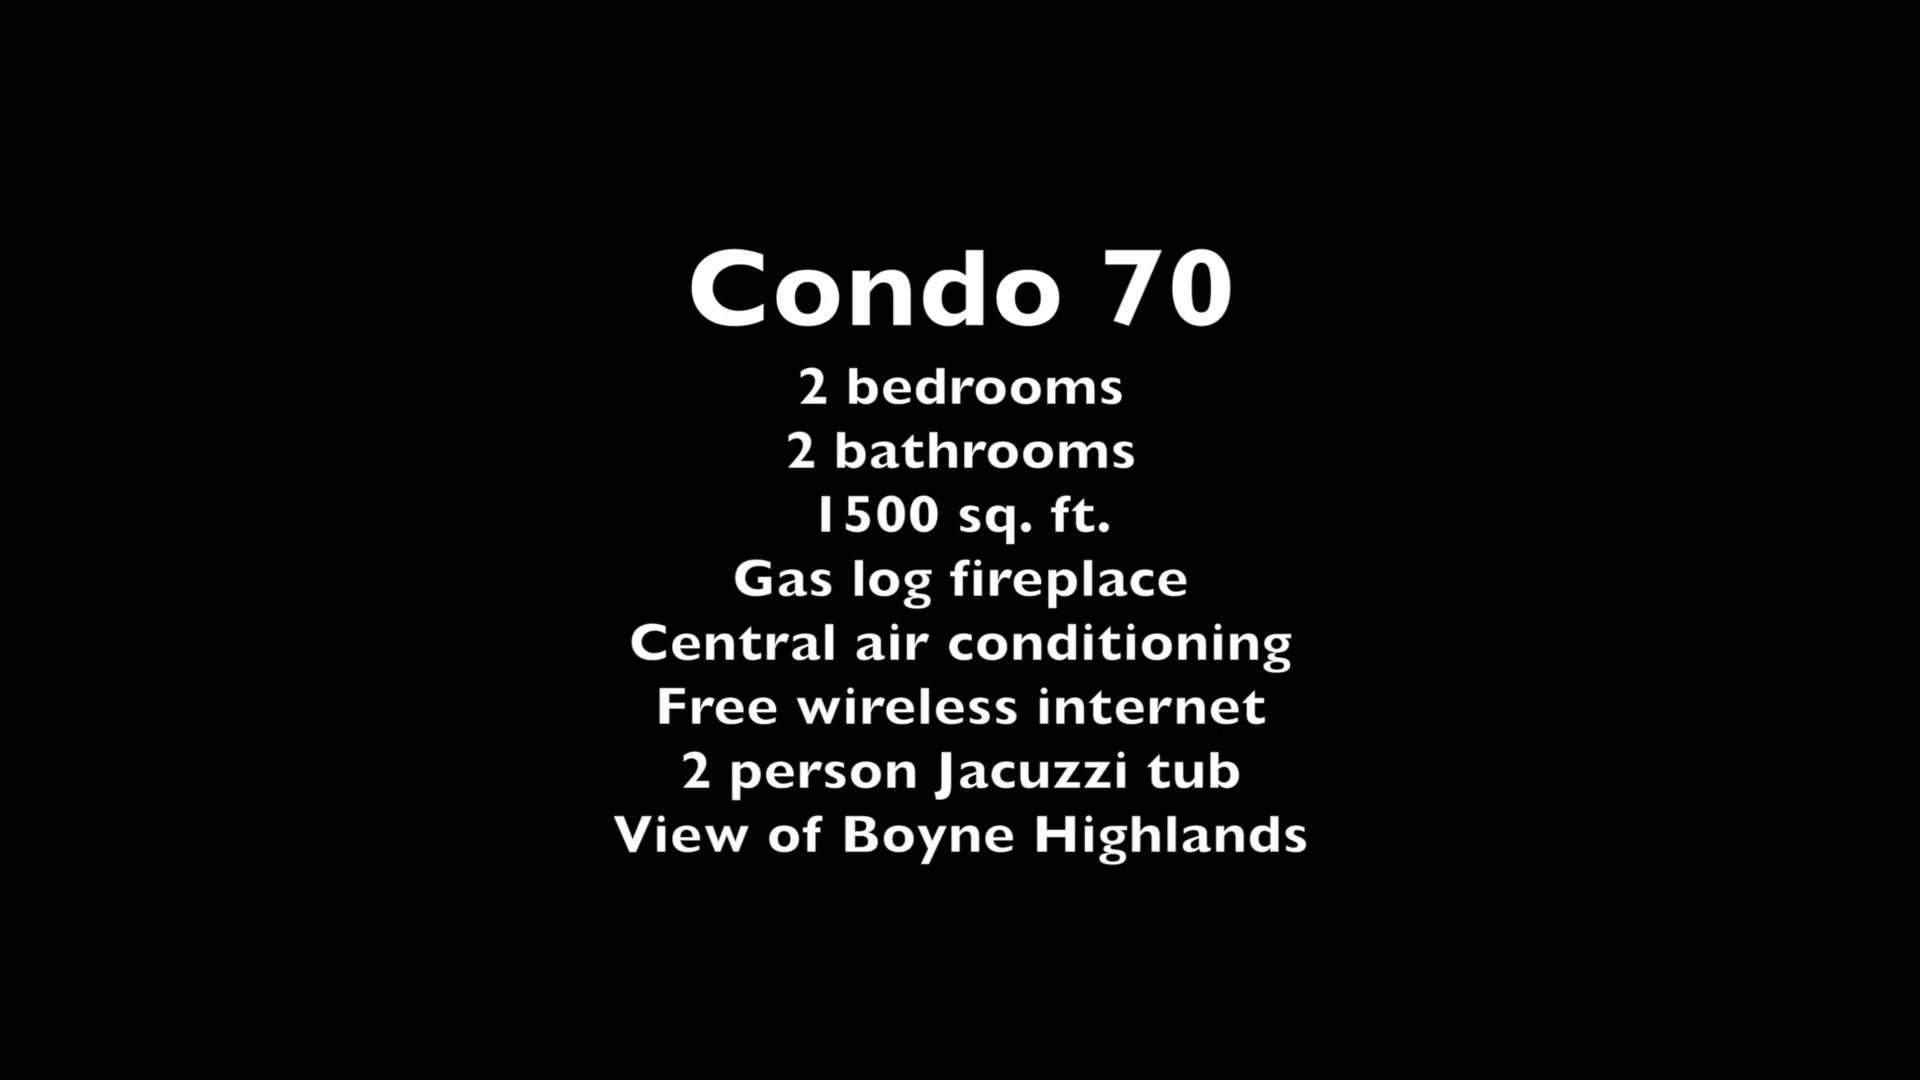 Condo 70
2 bedrooms
2 bathrooms
1500 sq. ft.
Gas log fireplace
Central air conditioning
Free wireless internet
2 person Jacuzzi tub
View of Boyne Highlands